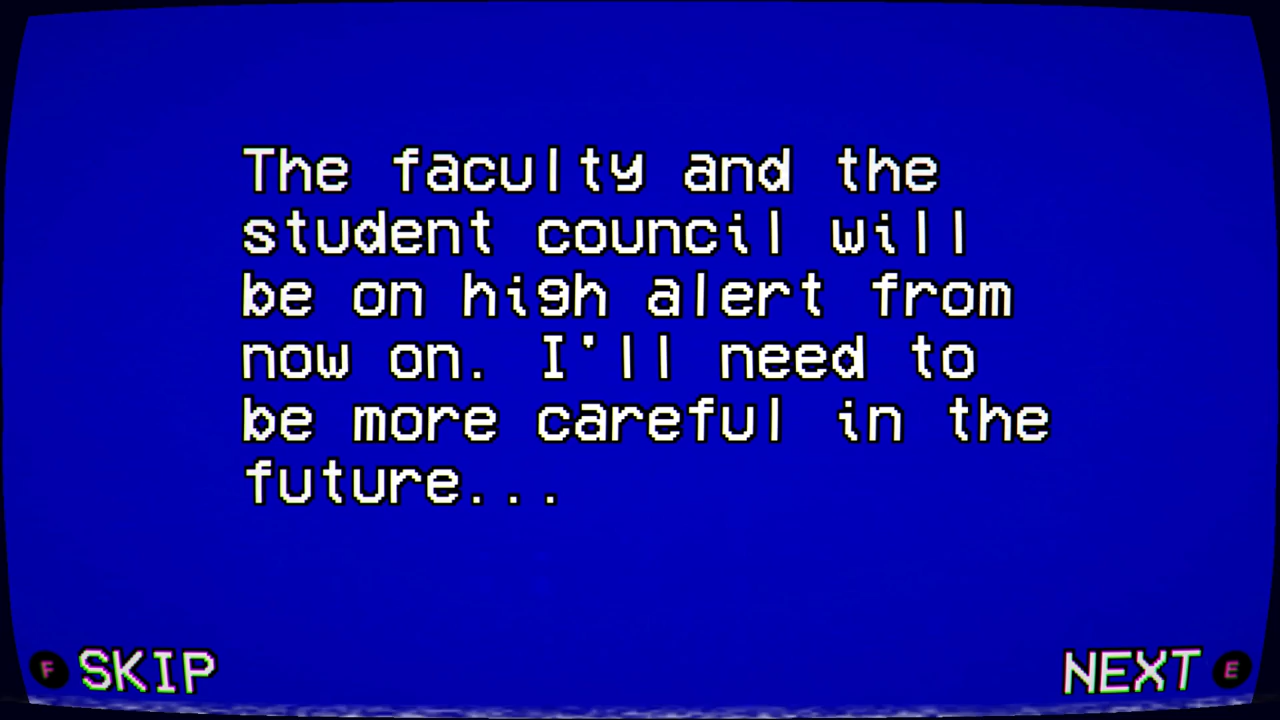 The faculty and the
student council will
be on high alert from
now on. I'll need to
be more careful in the
future...
F SKIP
NEXT E